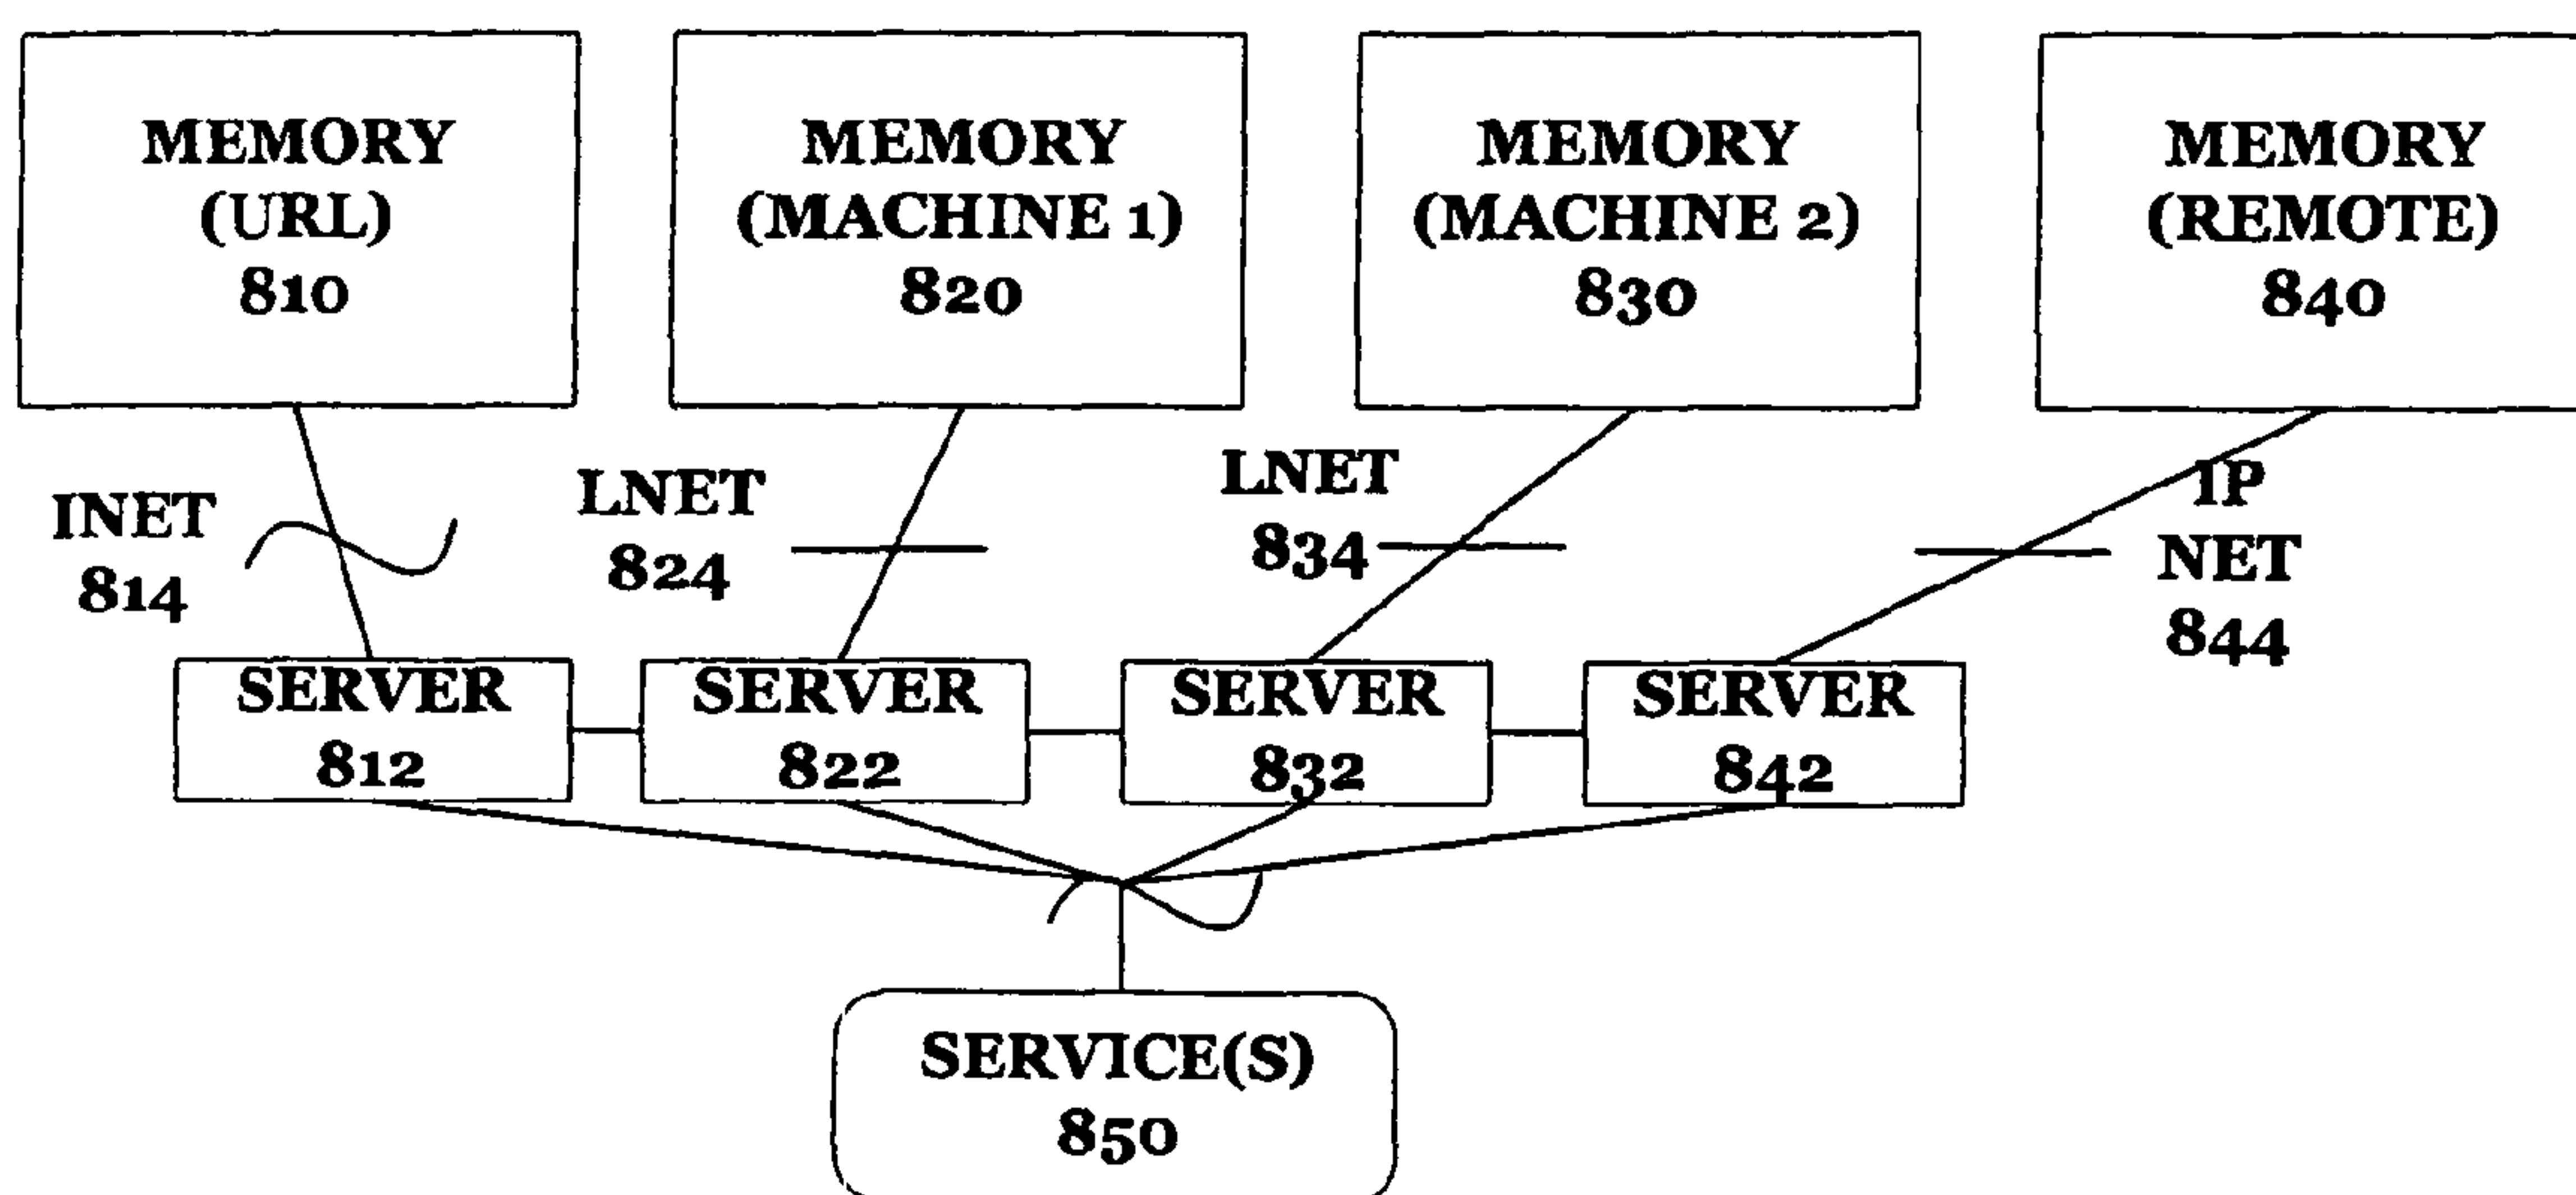 MEMORY
(URL)
810
MEMORY
(MACHINE 1)
820
MEMORY
(MACHINE 2)
830
MEMORY
(REMOTE)
840
INET
814
LNET
824
LNET
834
IP
NET
844
SERVER
812
SERVER
822
SERVER
832
SERVER
842
SERVICE(S)
850